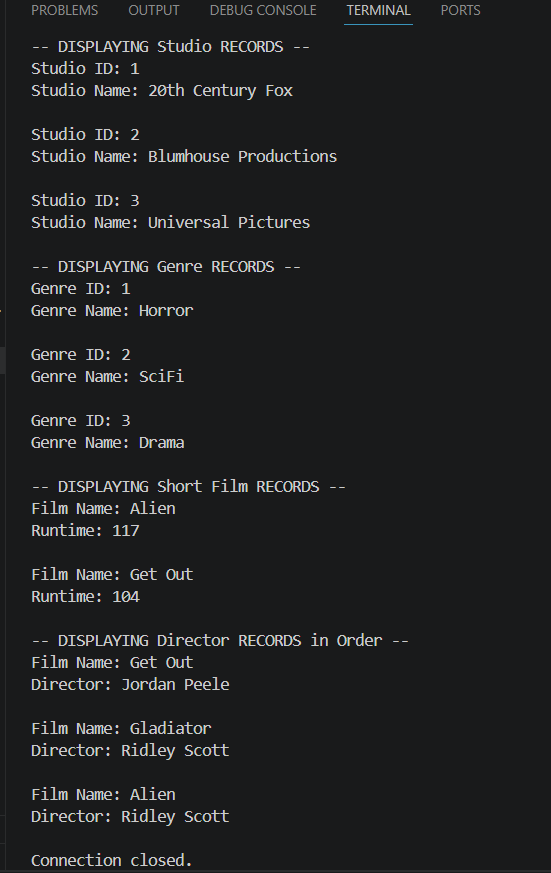 PROBLEMS OUTPUT DEBUG CONSOLE TERMINAL PORTS
-- DISPLAYING Studio RECORDS --
Studio ID: 1
Studio Name: 20th Century Fox
Studio ID: 2
Studio Name: Blumhouse Productions
Studio ID: 3
Studio Name: Universal Pictures
-- DISPLAYING Genre RECORDS --
Genre ID: 1
Genre Name: Horror
Genre ID: 2
Genre Name: SciFi
Genre ID: 3
Genre Name: Drama
-- DISPLAYING Short Film RECORDS --
Film Name: Alien
Runtime: 117
Film Name: Get Out
Runtime: 104
-- DISPLAYING Director RECORDS in Order --
Film Name: Get Out
Director: Jordan Peele
Film Name: Gladiator
Director: Ridley Scott
Film Name: Alien
Director: Ridley Scott
Connection closed.